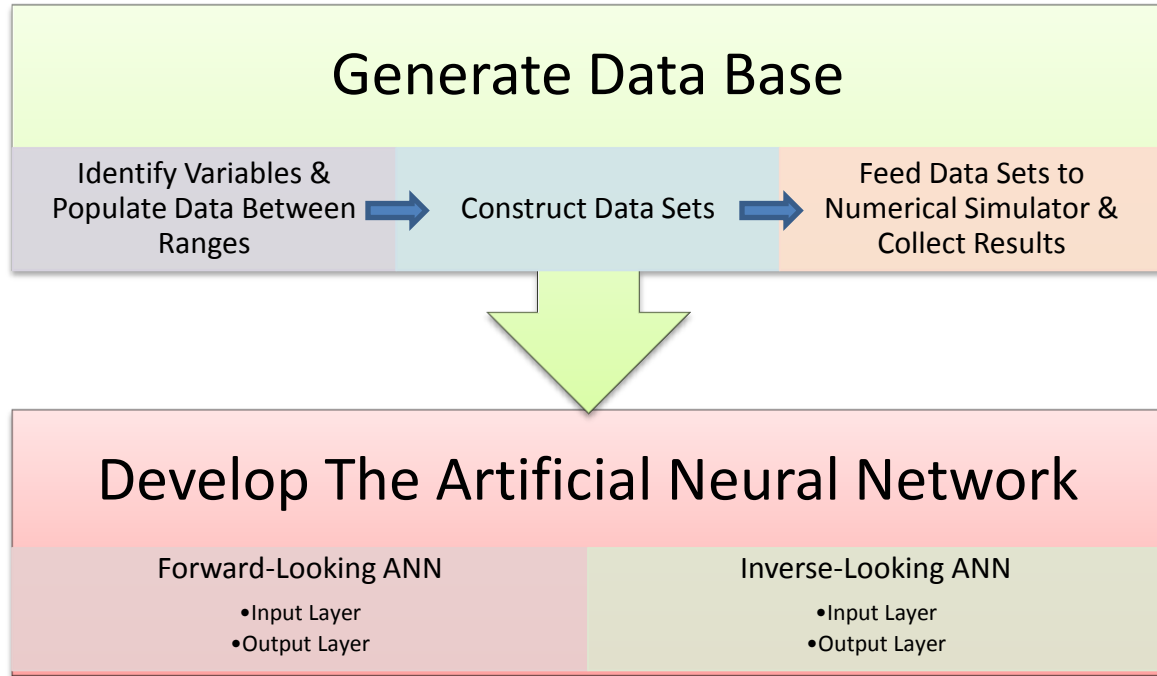 Generate Data Base
Identify Variables &
Populate Data Between
Ranges
Construct Data Sets
Feed Data Sets to
Numerical Simulator &
Collect Results
Develop The Artificial Neural Network
Forward-Looking ANN
•Input Layer
•Output Layer
Inverse-Looking ANN
•Input Layer
•Output Layer